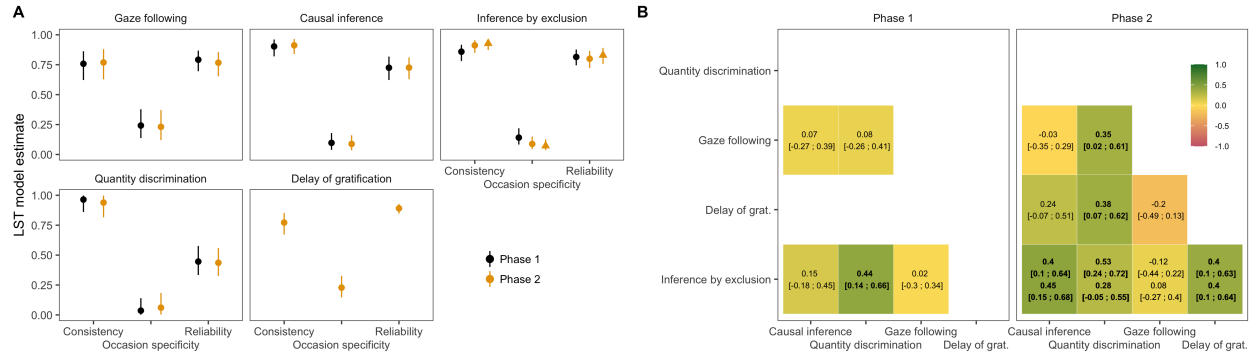 A
Gaze following
Causal inference
Inference by exclusion
LST model estimate
1.00
0.75
0.50
0.25
0.00
Consistency
Reliability
Occasion specificity
Quantity discrimination
Delay of gratification
1.00
0.75
0.50
0.25
0.00
Consistency
Reliability
Occasion specificity
Consistency
Reliability
Occasion specificity
Phase 1
Phase 2
B
Phase 1
Phase 2
Quantity discrimination
Gaze following
Delay of grat.
Inference by exclusion
0.07
[-0.27 ; 0.39]
0.08
[-0.26 ; 0.41]
0.15
[-0.18 ; 0.45]
0.44
[0.14 ; 0.66]
0.02
[-0.3 ; 0.34]
Causal inference
Gaze following
Quantity discrimination
Delay of grat.
1.0
0.5
0.0
-0.5
-1.0
-0.03
[-0.35 ; 0.29]
0.35
[0.02 ; 0.61]
0.24
[-0.07 ; 0.51]
0.38
[0.07 ; 0.62]
-0.2
[-0.49 ; 0.13]
0.4
[0.1 ; 0.64]
0.45
[0.15 ; 0.68]
0.53
[0.24 ; 0.72]
0.28
[-0.05 ; 0.55]
-0.12
[-0.44 ; 0.22]
0.08
[-0.27 ; 0.4]
0.4
[0.1 ; 0.63]
0.4
[0.1 ; 0.64]
Causal inference
Gaze following
Quantity discrimination
Delay of grat.